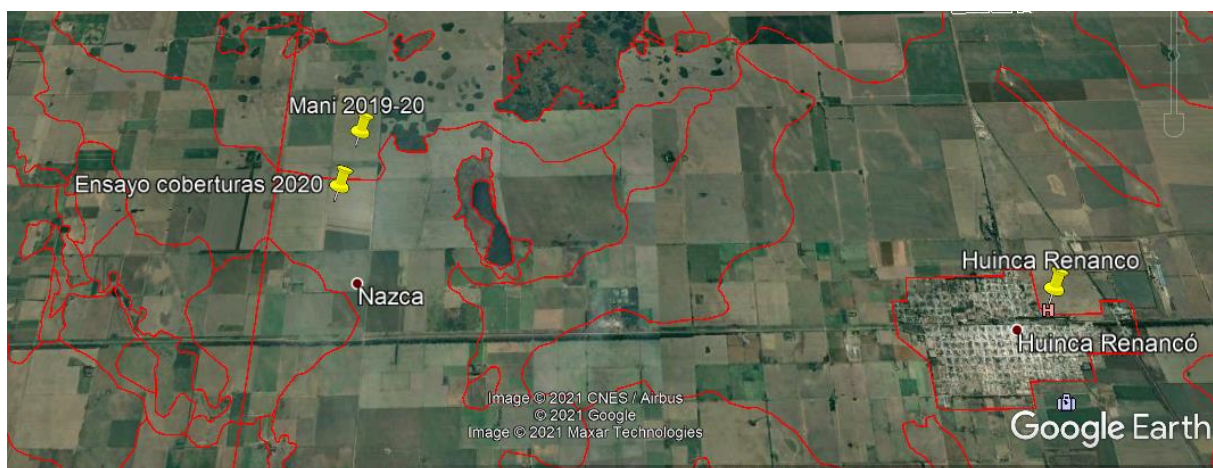 Mani 2019-20
Ensayo coberturas 2020
Nazca
Huinca Renanco
H
Huinca Renancó
Image © 2021 CNES / Airbus
© 2021 Google
Image © 2021 Maxar Technologies
Google Earth